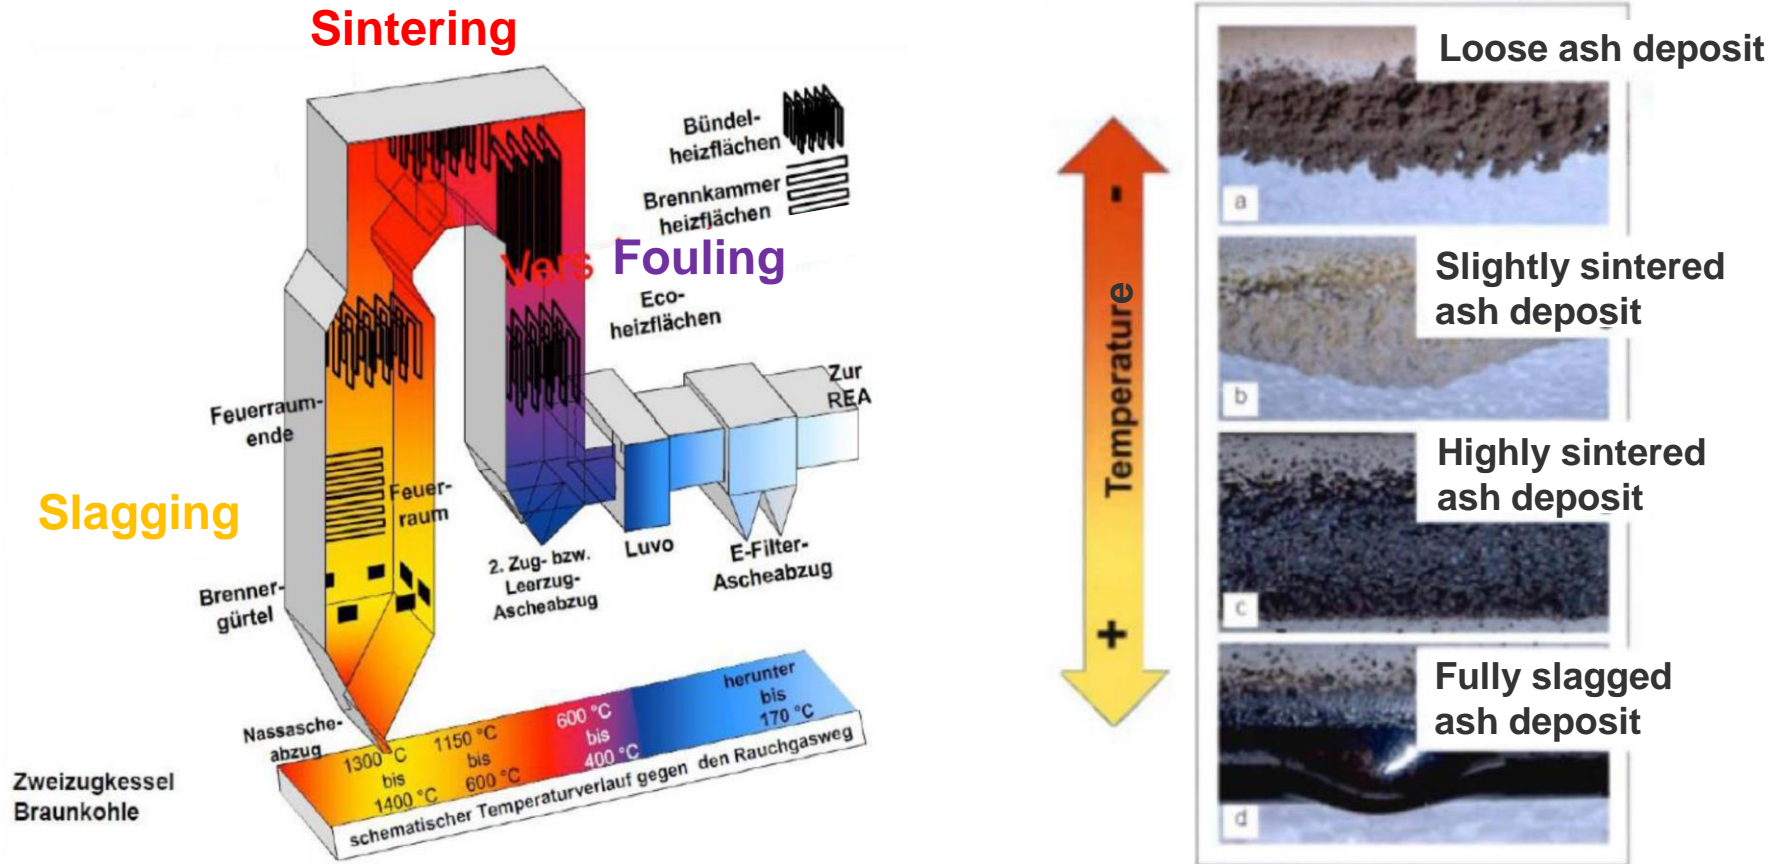 Sintering
Bündel-
heizflächen
Brennkammer
heizflächen
Vers
Fouling
Eco-
heizflächen
Feuerraum-
ende
Slagging
Feuer-
raum
Brenner-
gürtel
2. Zug- bzw.
Leerzug-
Ascheabzug
Luvo
E-Filter-
Ascheabzug
Zur
REA
Nassasche-
abzug
1300 °C
bis
1400 °C
1150 °C
bis
600 °C
600 °C
bis
400 °C
herunter
bis
170 °C
schematischer Temperaturverlauf gegen den Rauchgasweg
Zweizugkessel
Braunkohle
-
Temperature
+
Loose ash deposit
a
Slightly sintered
ash deposit
b
Highly sintered
ash deposit
c
Fully slagged
ash deposit
d